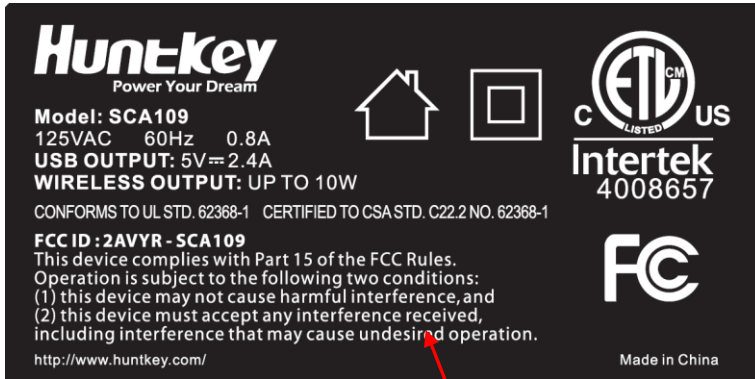 Huntkey
Power Your Dream
Model: SCA109
125VAC 60Hz 0.8A
USB OUTPUT: 5V⎓2.4A
WIRELESS OUTPUT: UP TO 10W
CONFORMS TO UL STD. 62368-1 CERTIFIED TO CSA STD. C22.2 NO. 62368-1
FCC ID : 2AVYR - SCA109
This device complies with Part 15 of the FCC Rules.
Operation is subject to the following two conditions:
(1) this device may not cause harmful interference, and
(2) this device must accept any interference received,
including interference that may cause undesired operation.
http://www.huntkey.com/
ETL CM
LISTED
C US
Intertek
4008657
FC
Made in China